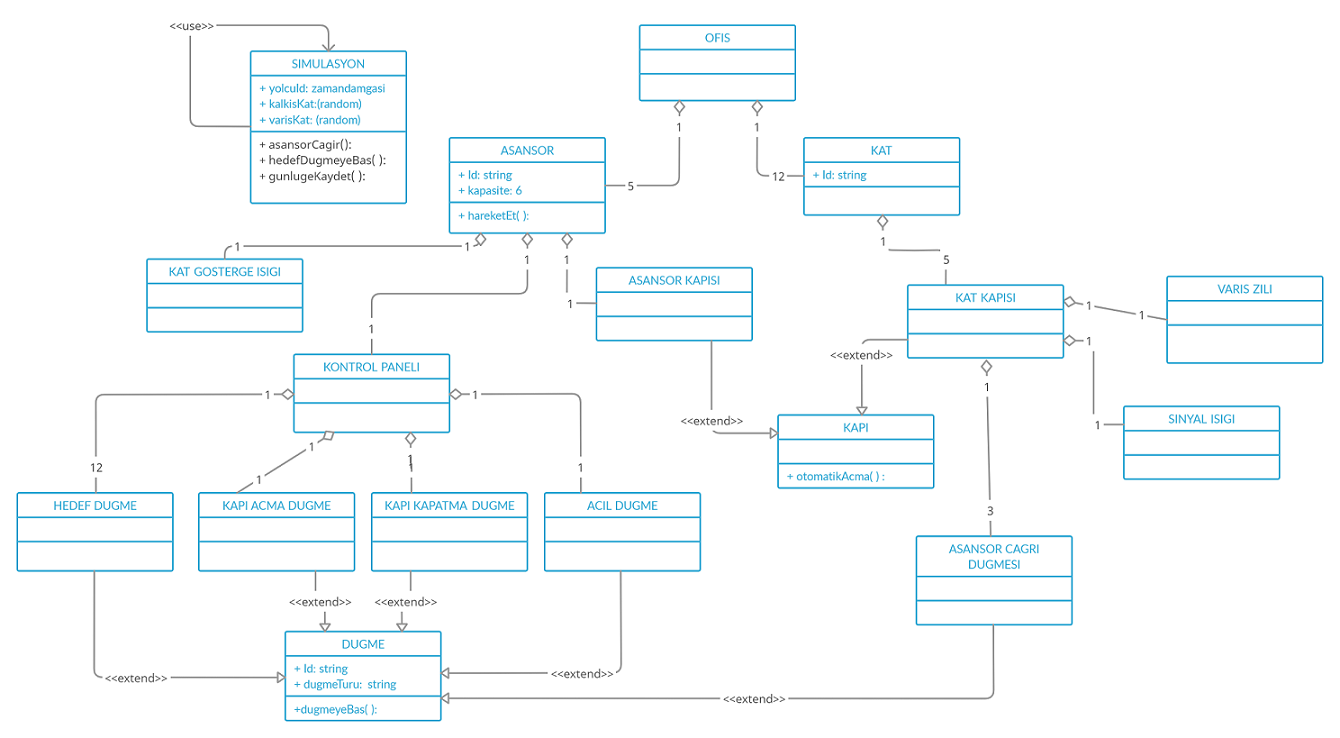 <<use>>
SIMULASYON
+ yolcuId: zamandamgasi
+ kalkisKat:(random)
+ varisKat: (random)
+ asansorCagir():
+ hedefDugmeyeBas( ):
+ gunlugeKaydet( ):
OFIS
1
1
5
12
ASANSOR
+ Id: string
+ kapasite: 6
+ hareketEt( ):
KAT
+ Id: string
1
1
1
1
1
5
KAT GOSTERGE ISIGI
1
ASANSOR KAPISI
1
KAT KAPISI
1
1
VARIS ZILI
1
1
SINYAL ISIGI
1
3
<<extend>>
<<extend>>
KAPI
+ otomatikAcma( ) :
KONTROL PANELI
1
12
1
1
1
1
1
HEDEF DUGME
KAPI ACMA DUGME
KAPI KAPATMA DUGME
ACIL DUGME
ASANSOR CAGRI
DUGMESI
<<extend>>
<<extend>>
<<extend>>
<<extend>>
<<extend>>
DUGME
+ Id: string
+ dugmeTuru: string
+dugmeyeBas( ):